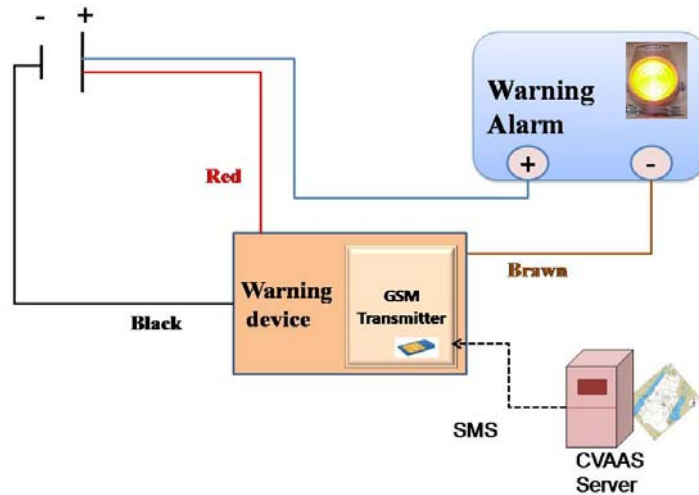 - +
Warning
Alarm
+ -
Red
Brawn
Warning
device
GSM
Transmitter
Black
SMS
CVAAS
Server